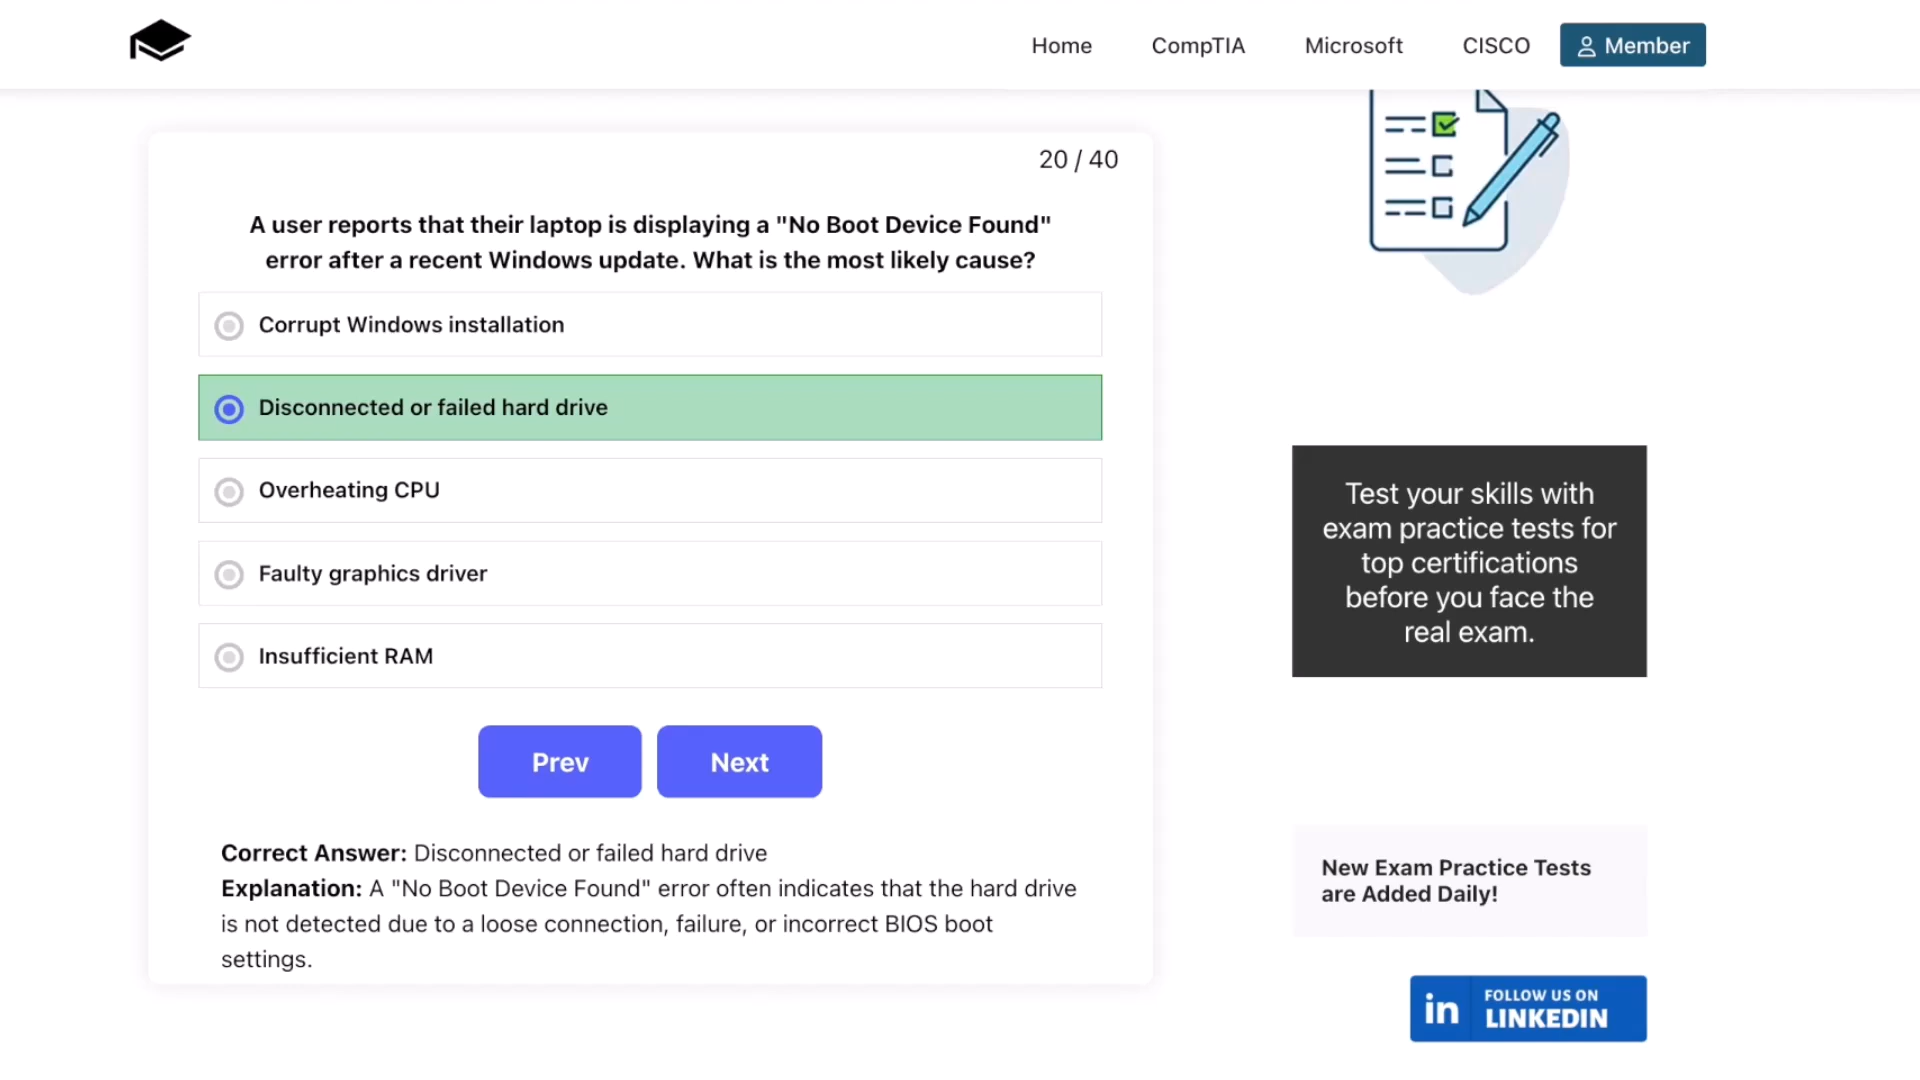 Home
CompTIA
Microsoft
CISCO
Member
20 / 40
A user reports that their laptop is displaying a "No Boot Device Found"
error after a recent Windows update. What is the most likely cause?
Corrupt Windows installation
Disconnected or failed hard drive
Overheating CPU
Faulty graphics driver
Insufficient RAM
Prev
Next
Correct Answer: Disconnected or failed hard drive
Explanation: A "No Boot Device Found" error often indicates that the hard drive
is not detected due to a loose connection, failure, or incorrect BIOS boot
settings.
Test your skills with
exam practice tests for
top certifications
before you face the
real exam.
New Exam Practice Tests
are Added Daily!
in
FOLLOW US ON
LINKEDIN